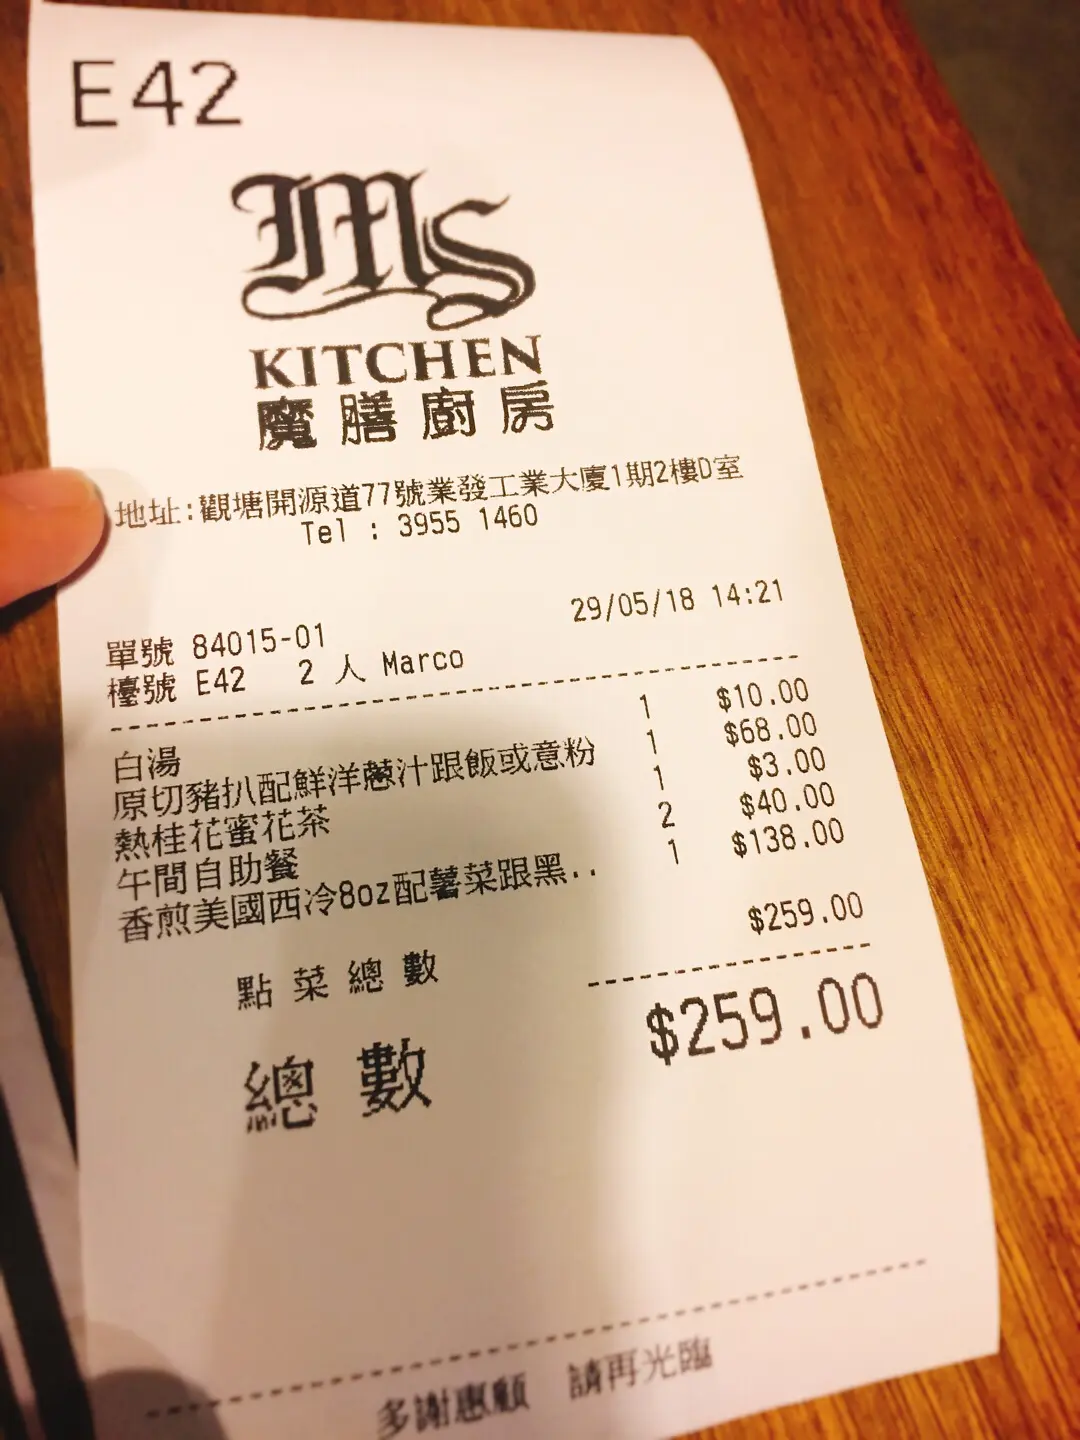 E42
MS
KITCHEN
魔膳廚房
地址:觀塘開源道77號業發工業大廈1期2樓D室
Tel : 3955 1460
29/05/18 14:21
單號 84015-01
檯號 E42 2 人 Marco
白湯 1 $10.00
原切豬扒配鮮洋蔥汁跟飯或意粉 1 $68.00
熱桂花蜜花茶 1 $3.00
午間自助餐 2 $40.00
香煎美國西冷8oz配薯菜跟黑.. 1 $138.00
點菜總數 $259.00
總數 $259.00
多謝惠顧 請再光臨